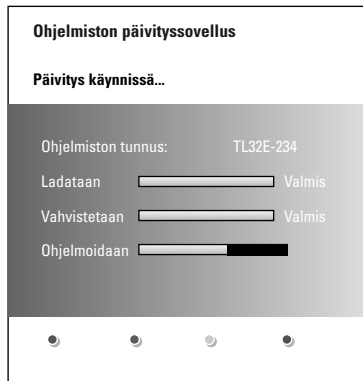 Ohjelmiston päivityssovellus
Päivitys käynnissä...
Ohjelmiston tunnus: TL32E-234
Ladataan Valmis
Vahvistetaan Valmis
Ohjelmoidaan